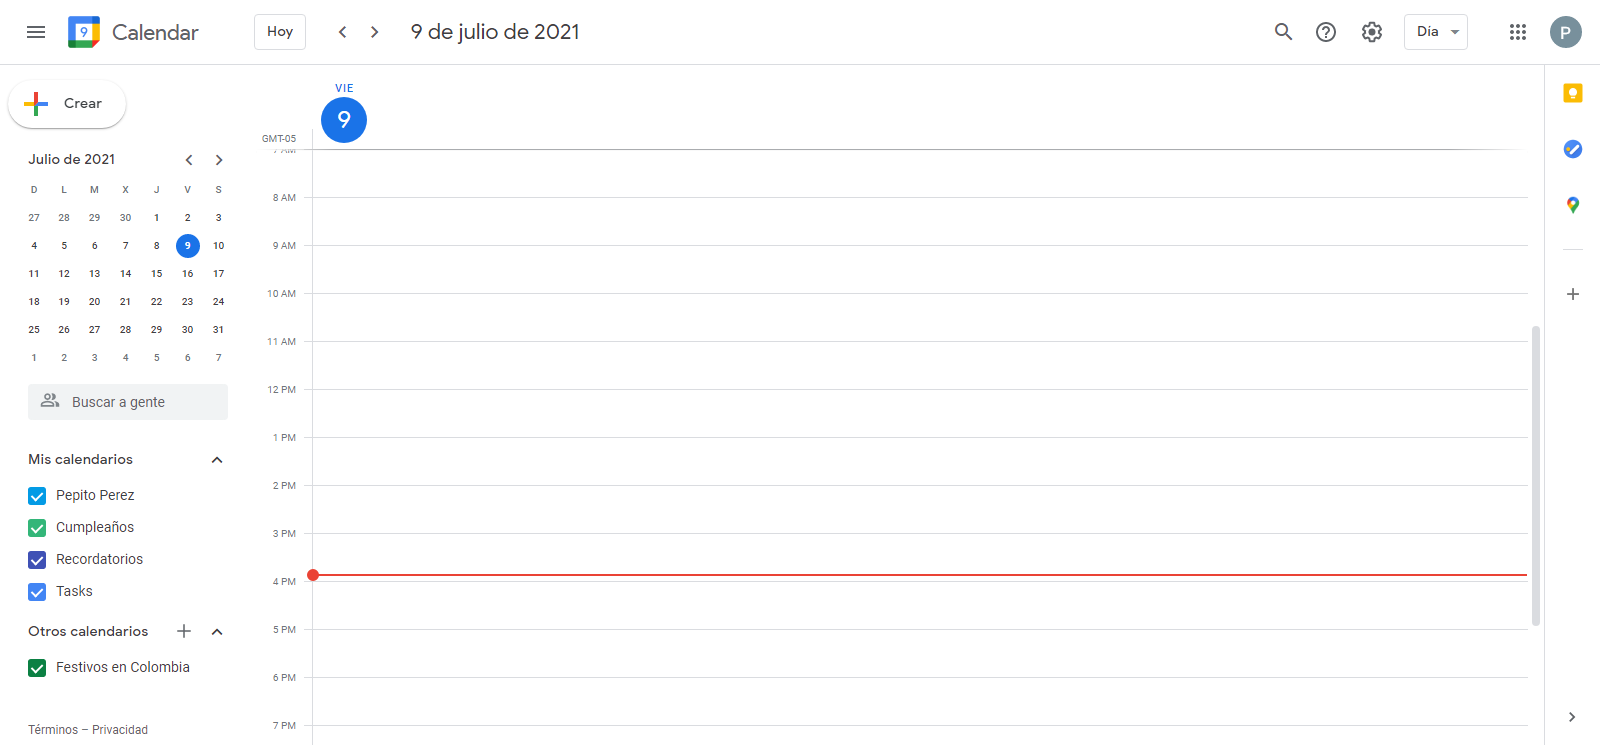 9 Calendar Hoy 9 de julio de 2021 Día P
Crear
Julio de 2021
D L M X J V S
27 28 29 30 1 2 3
4 5 6 7 8 9 10
11 12 13 14 15 16 17
18 19 20 21 22 23 24
25 26 27 28 29 30 31
1 2 3 4 5 6 7
Buscar a gente
Mis calendarios
Pepito Perez
Cumpleaños
Recordatorios
Tasks
Otros calendarios
Festivos en Colombia
Términos – Privacidad
VIE
9
GMT-05
7 AM
8 AM
9 AM
10 AM
11 AM
12 PM
1 PM
2 PM
3 PM
4 PM
5 PM
6 PM
7 PM